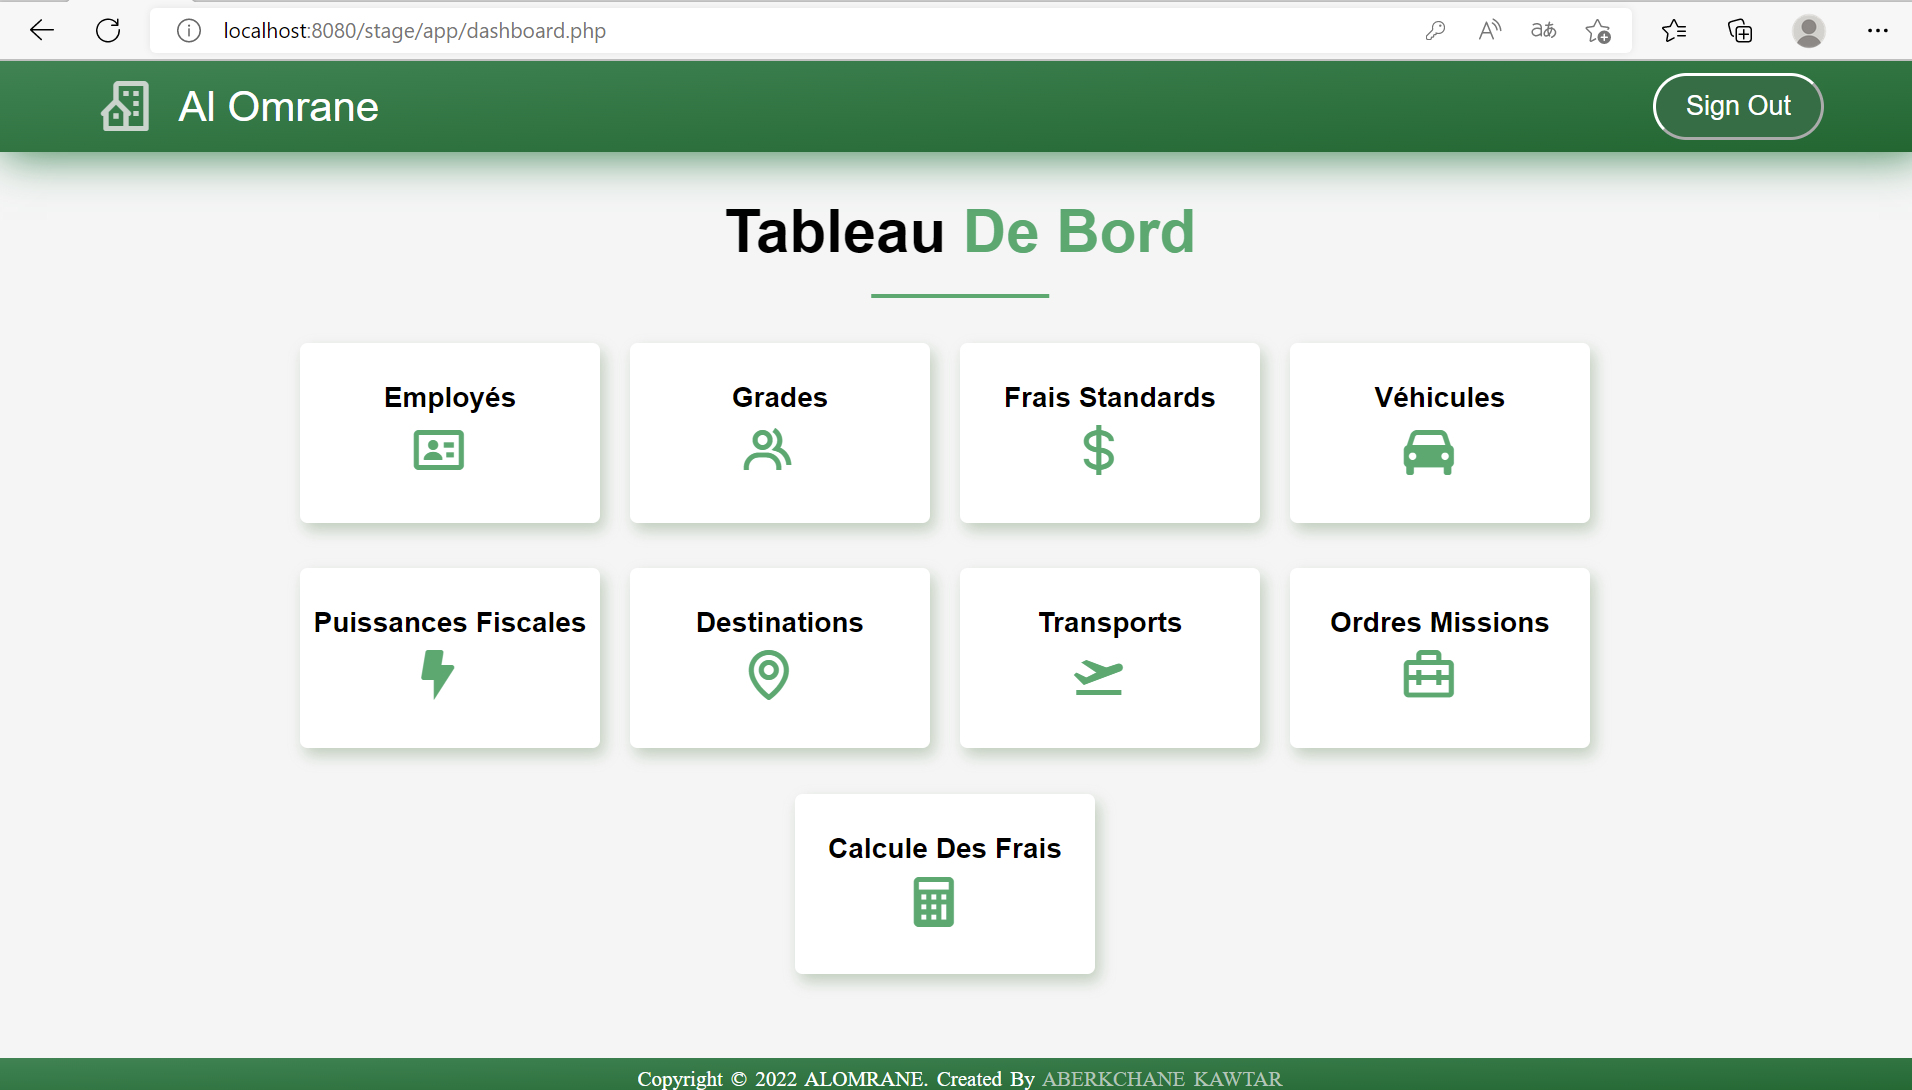 localhost:8080/stage/app/dashboard.php
Al Omrane
Sign Out
Tableau De Bord
Employés
Grades
Frais Standards
Véhicules
Puissances Fiscales
Destinations
Transports
Ordres Missions
Calcule Des Frais
Copyright © 2022 ALOMRANE. Created By ABERKCHANE KAWTAR